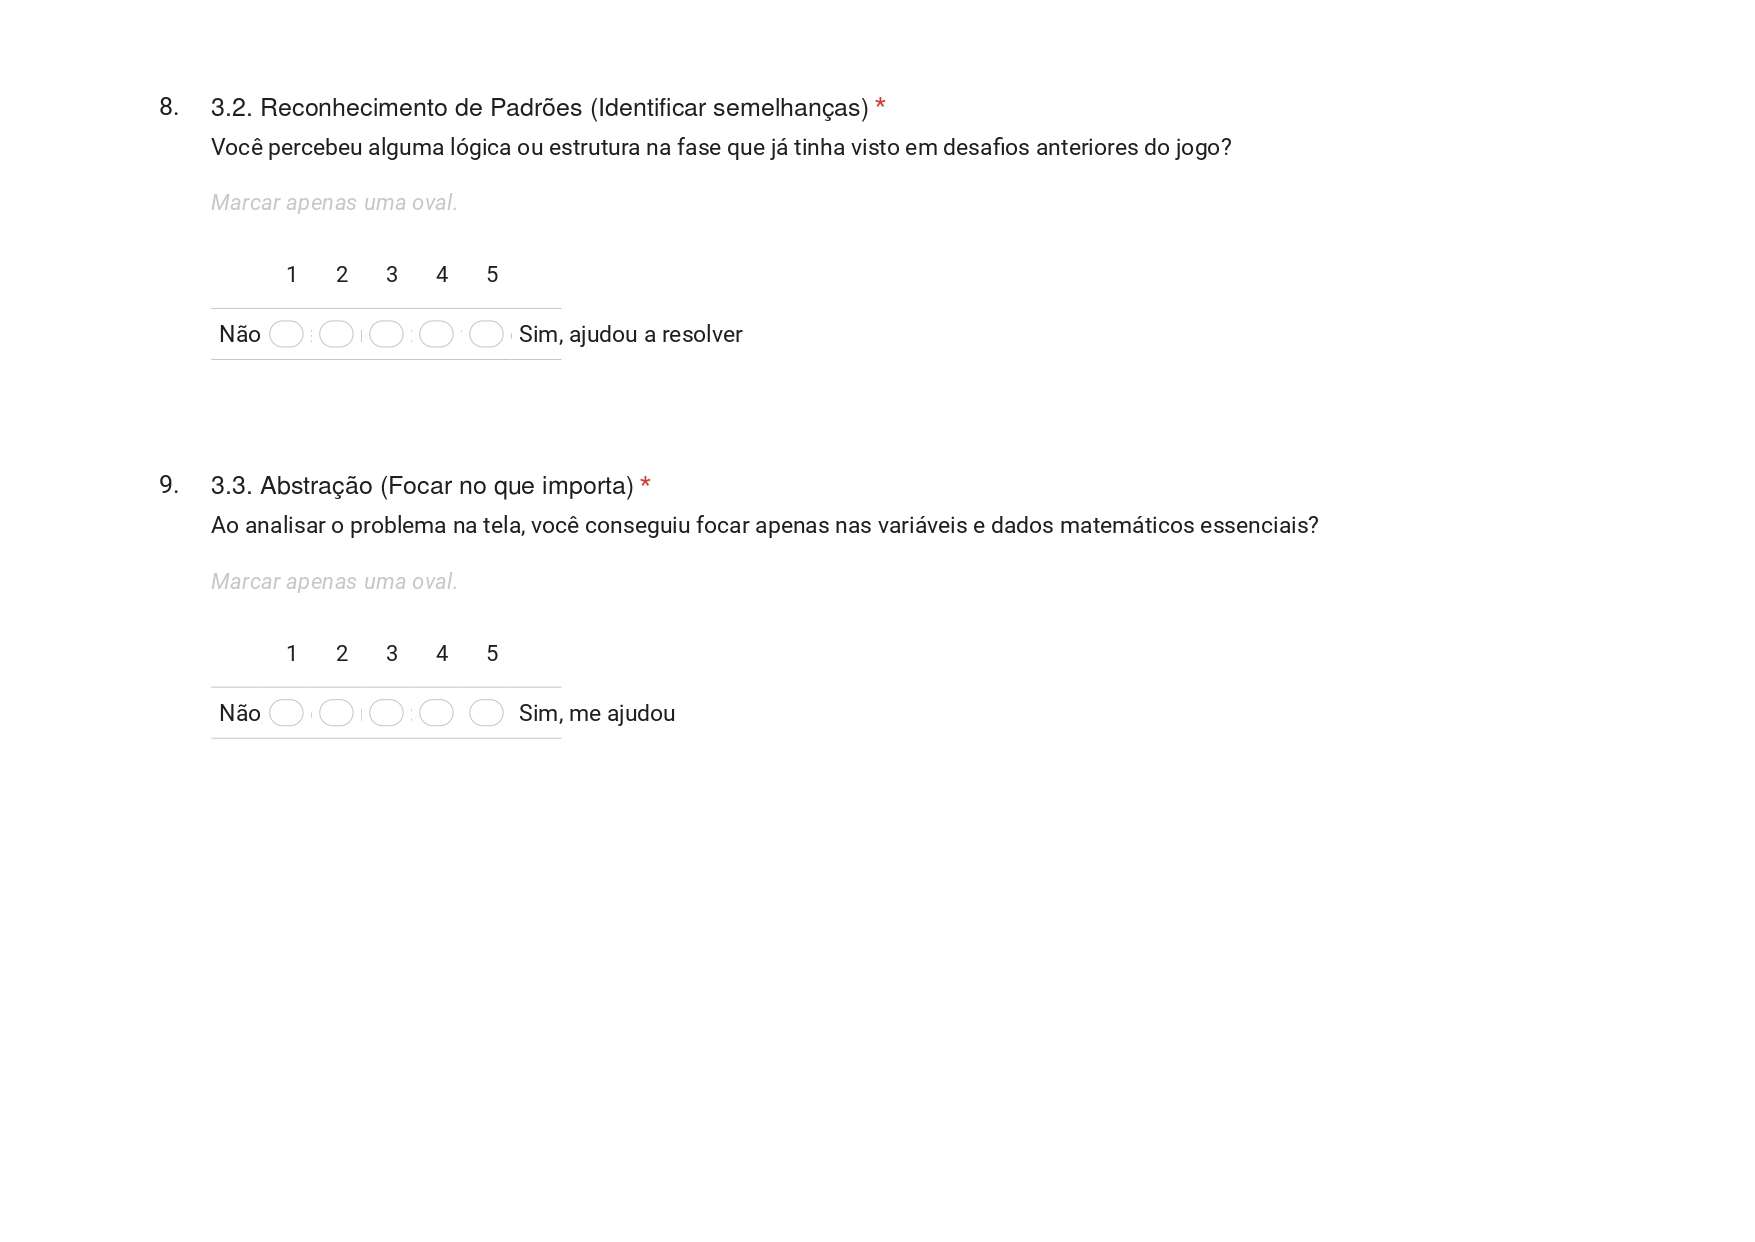 8. 3.2. Reconhecimento de Padrões (Identificar semelhanças) *
Você percebeu alguma lógica ou estrutura na fase que já tinha visto em desafios anteriores do jogo?
Marcar apenas uma oval.
1 2 3 4 5
Não Sim, ajudou a resolver
9. 3.3. Abstração (Focar no que importa) *
Ao analisar o problema na tela, você conseguiu focar apenas nas variáveis e dados matemáticos essenciais?
Marcar apenas uma oval.
1 2 3 4 5
Não Sim, me ajudou